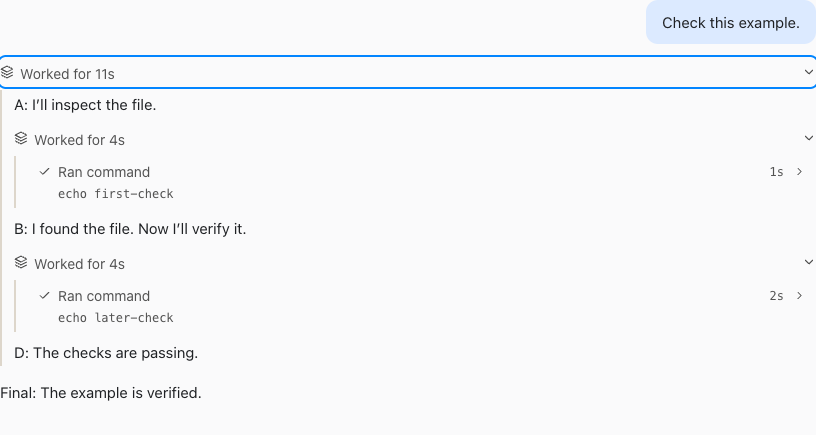 Check this example.
Worked for 11s
A: I’ll inspect the file.
Worked for 4s
Ran command 1s
echo first-check
B: I found the file. Now I’ll verify it.
Worked for 4s
Ran command 2s
echo later-check
D: The checks are passing.
Final: The example is verified.